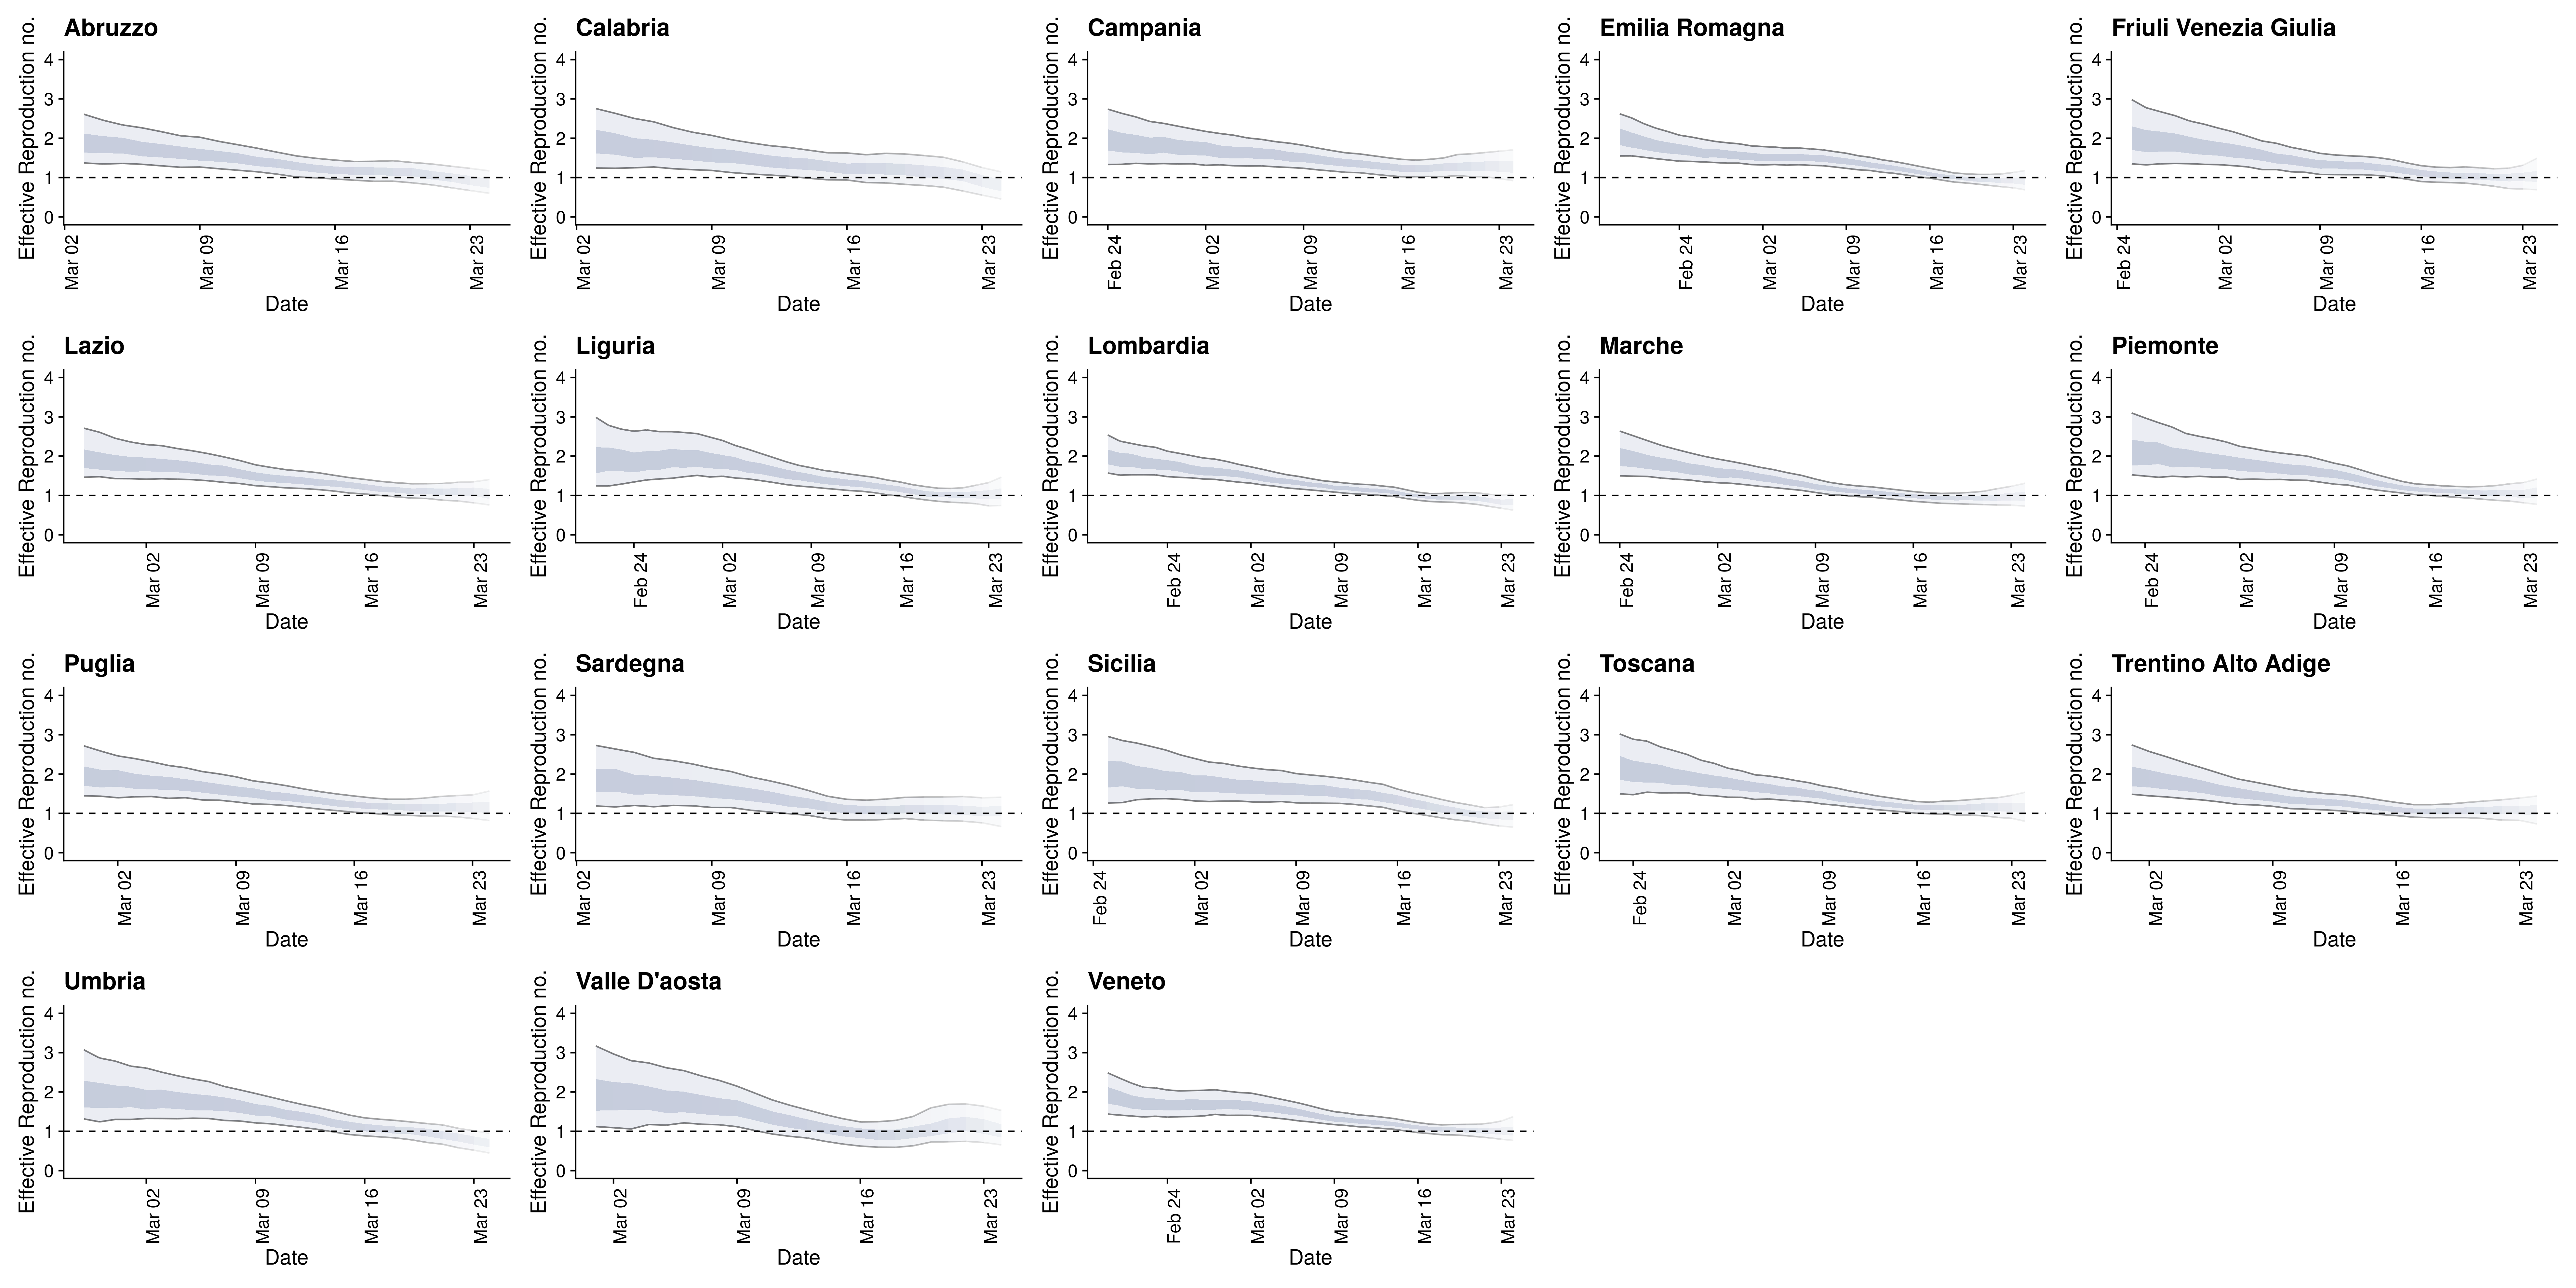 Abruzzo
Effective Reproduction no.
4
3
2
1
0
Mar 02
Mar 09
Mar 16
Mar 23
Date
Calabria
Effective Reproduction no.
4
3
2
1
0
Mar 02
Mar 09
Mar 16
Mar 23
Date
Campania
Effective Reproduction no.
4
3
2
1
0
Feb 24
Mar 02
Mar 09
Mar 16
Mar 23
Date
Emilia Romagna
Effective Reproduction no.
4
3
2
1
0
Feb 24
Mar 02
Mar 09
Mar 16
Mar 23
Date
Friuli Venezia Giulia
Effective Reproduction no.
4
3
2
1
0
Feb 24
Mar 02
Mar 09
Mar 16
Mar 23
Date
Lazio
Effective Reproduction no.
4
3
2
1
0
Mar 02
Mar 09
Mar 16
Mar 23
Date
Liguria
Effective Reproduction no.
4
3
2
1
0
Feb 24
Mar 02
Mar 09
Mar 16
Mar 23
Date
Lombardia
Effective Reproduction no.
4
3
2
1
0
Feb 24
Mar 02
Mar 09
Mar 16
Mar 23
Date
Marche
Effective Reproduction no.
4
3
2
1
0
Feb 24
Mar 02
Mar 09
Mar 16
Mar 23
Date
Piemonte
Effective Reproduction no.
4
3
2
1
0
Feb 24
Mar 02
Mar 09
Mar 16
Mar 23
Date
Puglia
Effective Reproduction no.
4
3
2
1
0
Mar 02
Mar 09
Mar 16
Mar 23
Date
Sardegna
Effective Reproduction no.
4
3
2
1
0
Mar 02
Mar 09
Mar 16
Mar 23
Date
Sicilia
Effective Reproduction no.
4
3
2
1
0
Feb 24
Mar 02
Mar 09
Mar 16
Mar 23
Date
Toscana
Effective Reproduction no.
4
3
2
1
0
Feb 24
Mar 02
Mar 09
Mar 16
Mar 23
Date
Trentino Alto Adige
Effective Reproduction no.
4
3
2
1
0
Mar 02
Mar 09
Mar 16
Mar 23
Date
Umbria
Effective Reproduction no.
4
3
2
1
0
Mar 02
Mar 09
Mar 16
Mar 23
Date
Valle D'aosta
Effective Reproduction no.
4
3
2
1
0
Mar 02
Mar 09
Mar 16
Mar 23
Date
Veneto
Effective Reproduction no.
4
3
2
1
0
Feb 24
Mar 02
Mar 09
Mar 16
Mar 23
Date